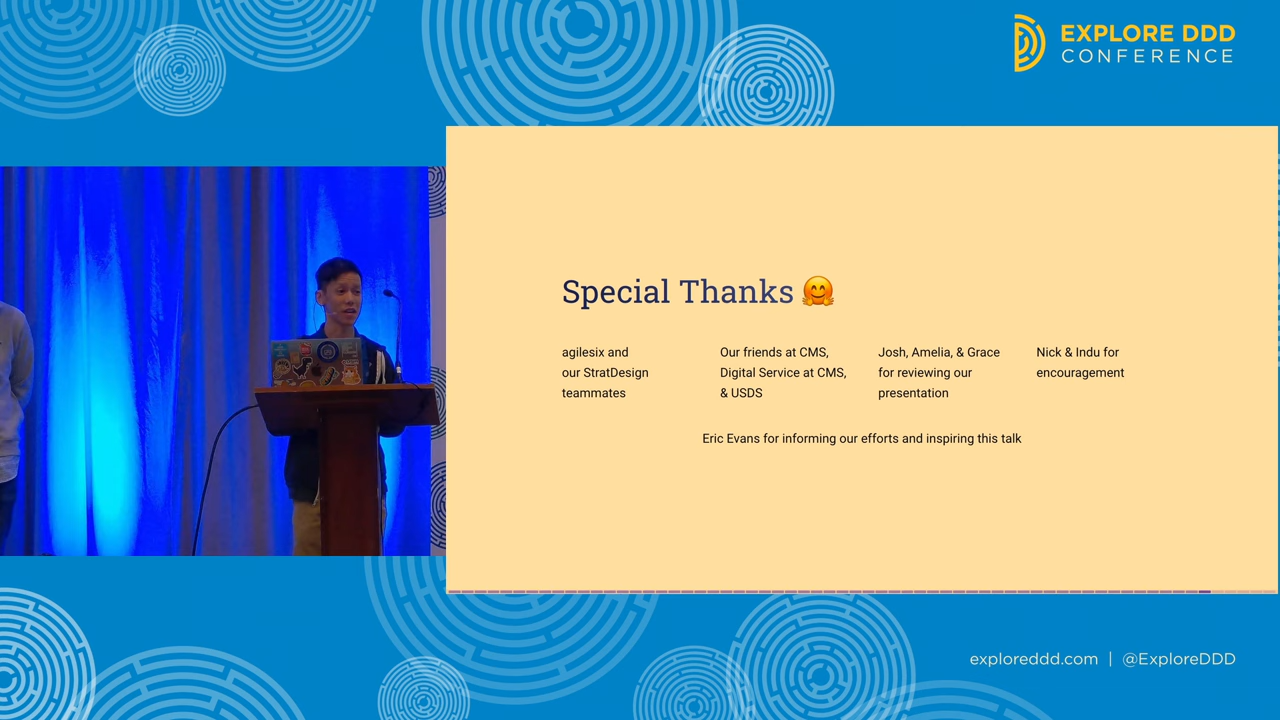 EXPLORE DDD
CONFERENCE
Special Thanks 🤗
agilesix and
our StratDesign
teammates
Our friends at CMS,
Digital Service at CMS,
& USDS
Josh, Amelia, & Grace
for reviewing our
presentation
Nick & Indu for
encouragement
Eric Evans for informing our efforts and inspiring this talk
exploreddd.com | @ExploreDDD